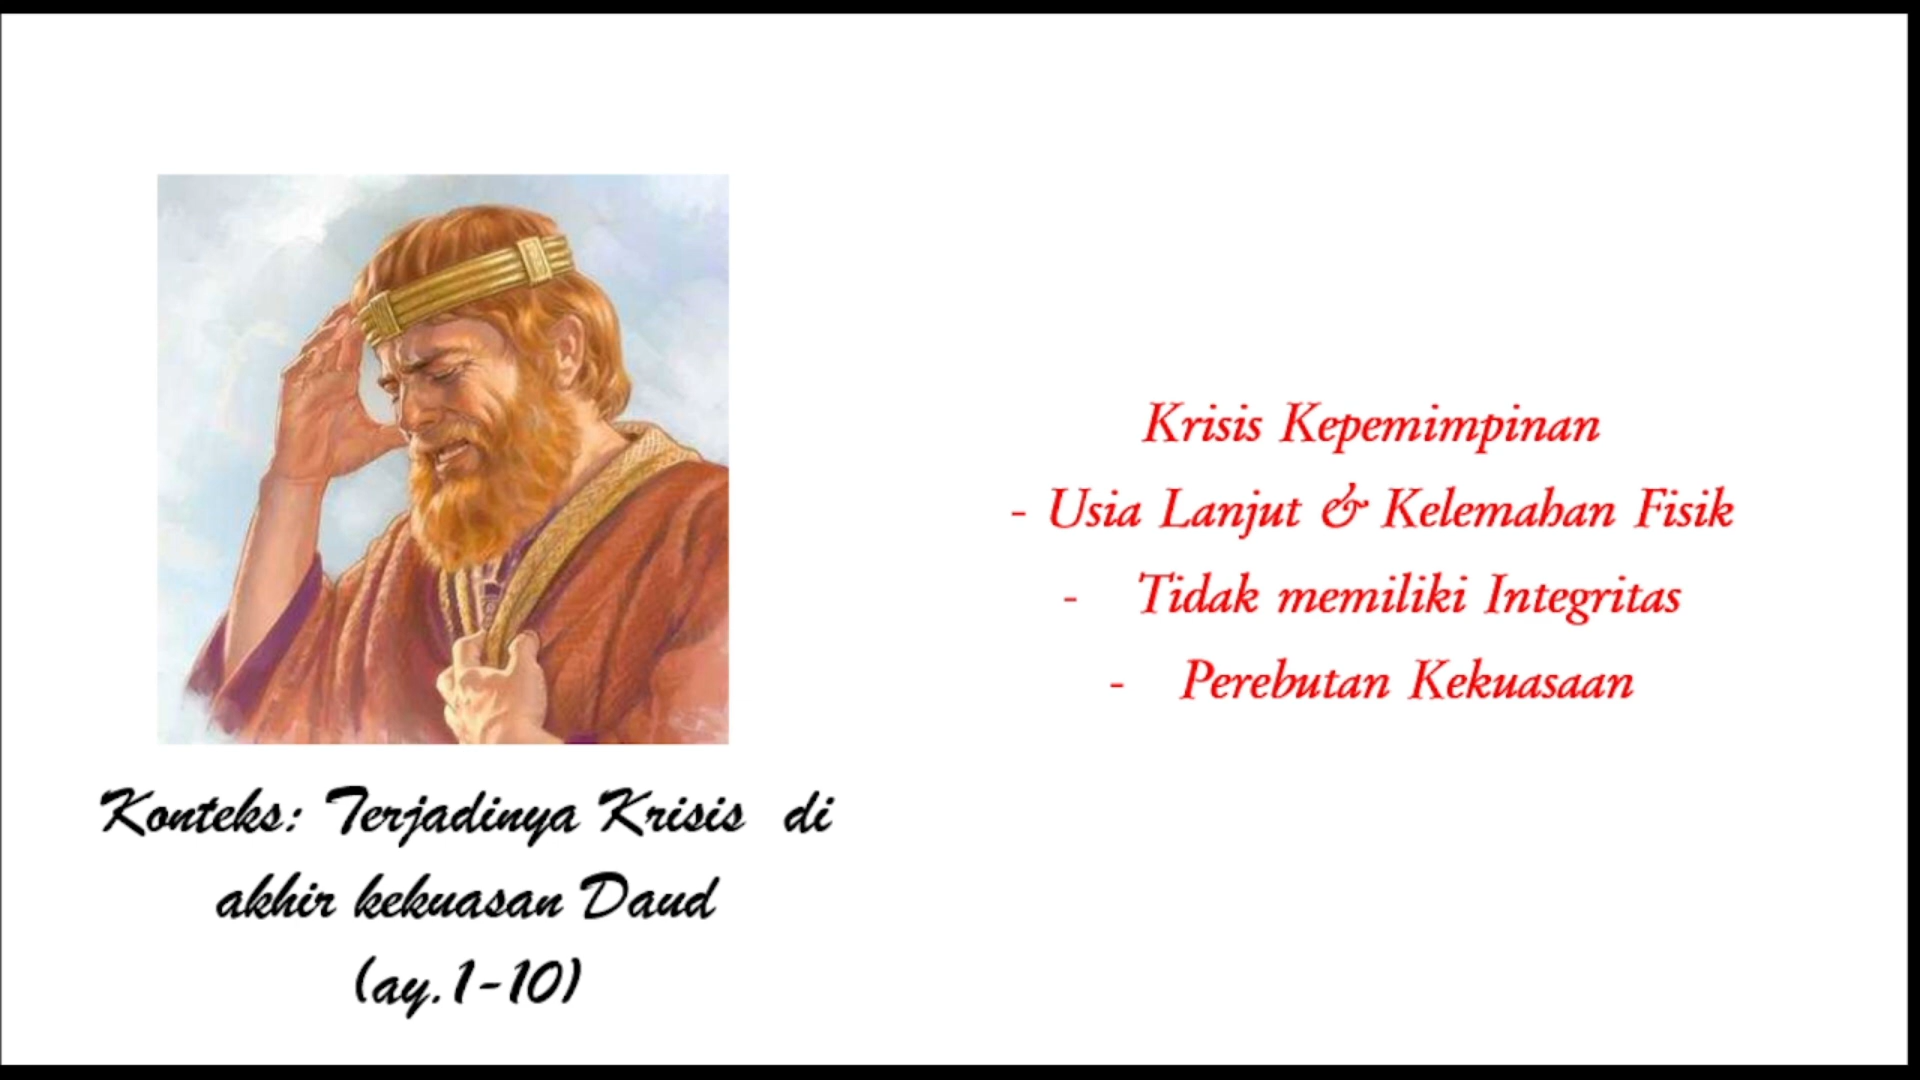 Krisis Kepemimpinan
- Usia Lanjut & Kelemahan Fisik
- Tidak memiliki Integritas
- Perebutan Kekuasaan
Konteks: Terjadinya Krisis di
akhir kekuasan Daud
(ay.1-10)